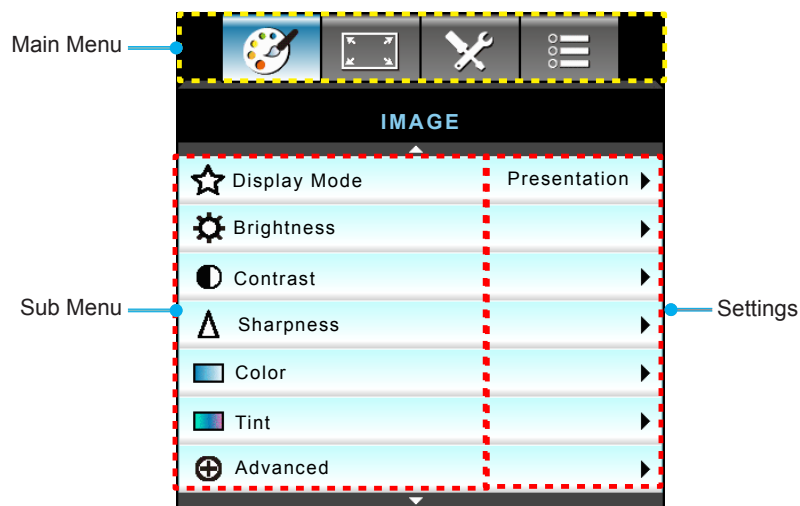 Main Menu
IMAGE
Display Mode Presentation
Brightness
Contrast
Sub Menu
Sharpness
Settings
Color
Tint
Advanced